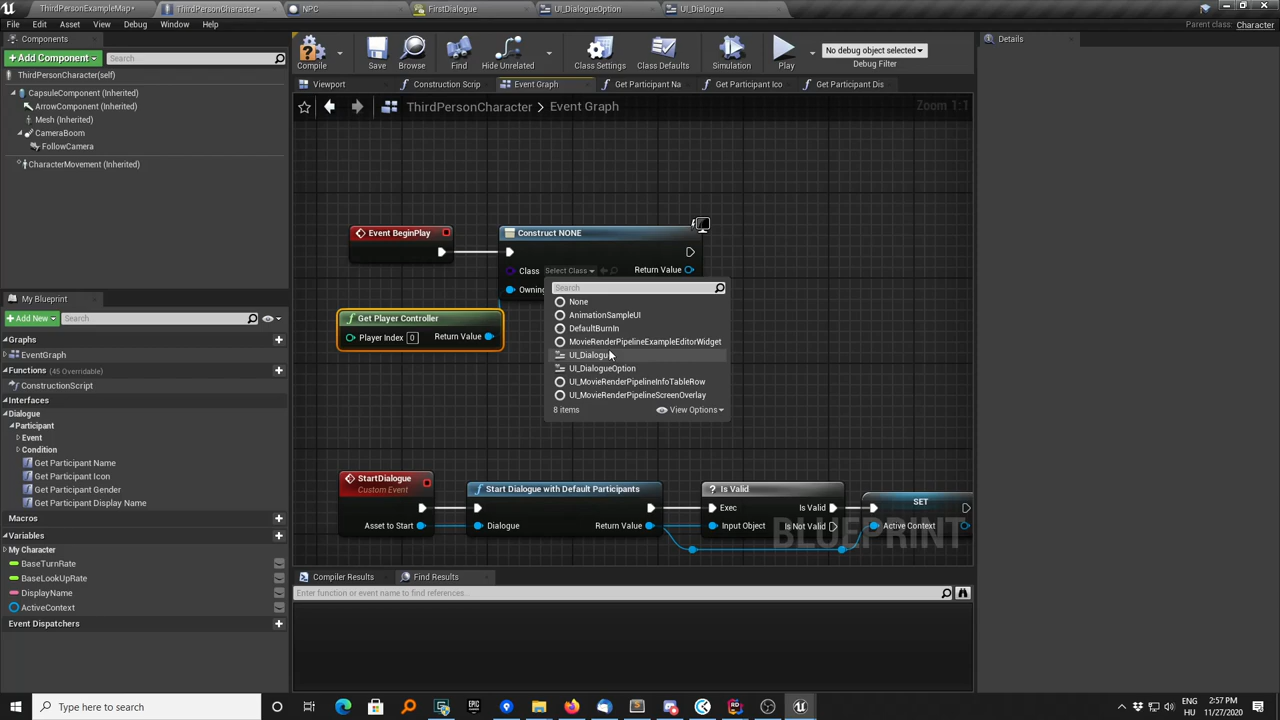 ThirdPersonExampleMap•
ThirdPersonCharacter•
NPC
FirstDialogue
UI_DialogueOption
UI_Dialogue
File
Edit
Asset
View
Debug
Window
Help
Parent class: Character
Components
+ Add Component
Search
ThirdPersonCharacter(self)
CapsuleComponent (Inherited)
ArrowComponent (Inherited)
Mesh (Inherited)
CameraBoom
FollowCamera
CharacterMovement (Inherited)
My Blueprint
+ Add New
Search
Graphs
EventGraph
Functions (45 Overridable)
ConstructionScript
Interfaces
Dialogue
Participant
Event
Condition
Get Participant Name
Get Participant Icon
Get Participant Gender
Get Participant Display Name
Macros
Variables
My Character
BaseTurnRate
BaseLookUpRate
DisplayName
ActiveContext
Event Dispatchers
Compile
Save
Browse
Find
Hide Unrelated
Class Settings
Class Defaults
Simulation
Play
No debug object selected
Debug Filter
Viewport
Construction Scrip
Event Graph
Get Participant Na
Get Participant Ico
Get Participant Dis
ThirdPersonCharacter > Event Graph
Zoom 1:1
Event BeginPlay
Construct NONE
Class Select Class
Return Value
Owning
Get Player Controller
Player Index 0
Return Value
Search
None
AnimationSampleUI
DefaultBurnIn
MovieRenderPipelineExampleEditorWidget
UI_Dialogue
UI_DialogueOption
UI_MovieRenderPipelineInfoTableRow
UI_MovieRenderPipelineScreenOverlay
8 items
View Options
StartDialogue
Custom Event
Asset to Start
Start Dialogue with Default Participants
Dialogue
Return Value
? Is Valid
Exec
Is Valid
Input Object
Is Not Valid
SET
Active Context
BLUEPRINT
Compiler Results
Find Results
Enter function or event name to find references...
Details
Type here to search
ENG
HU
2:57 PM
11/27/2020